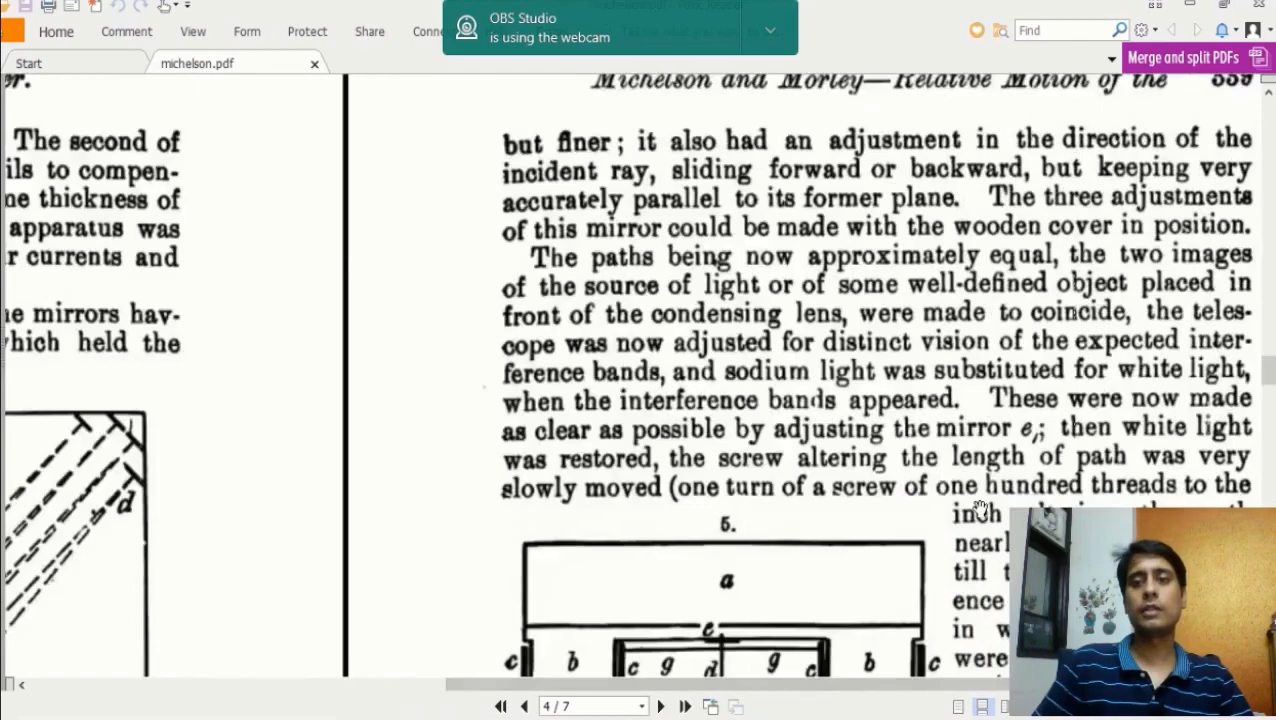 OBS Studio
is using the webcam
Home Comment View Form Protect Share Conne
Find
Start
michelson.pdf
Merge and split PDFs
er.
Michelson and Morley—Relative Motion of the 339
The second of
ils to compen-
ne thickness of
apparatus was
r currents and
ne mirrors hav-
which held the
d
but finer; it also had an adjustment in the direction of the
incident ray, sliding forward or backward, but keeping very
accurately parallel to its former plane. The three adjustments
of this mirror could be made with the wooden cover in position.
The paths being now approximately equal, the two images
of the source of light or of some well-defined object placed in
front of the condensing lens, were made to coincide, the teles-
cope was now adjusted for distinct vision of the expected inter-
ference bands, and sodium light was substituted for white light,
when the interference bands appeared. These were now made
as clear as possible by adjusting the mirror e,; then white light
was restored, the screw altering the length of path was very
slowly moved (one turn of a screw of one hundred threads to the
inch
nearl
till t
ence
in w
were
5.
a
e
c b c g d g c b c
4 / 7